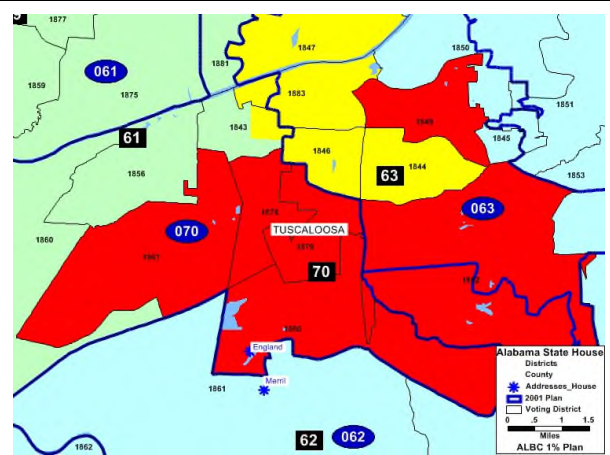 9
1877
1847
1881
1850
061
1859
1875
1883
1851
1849
61
1843
1845
1846
1844
63
1856
1853
063
1878
070
TUSCALOOSA
1860
1879
70
England
Merril
1861
62
062
1862
Alabama State House
Districts
County
Addresses_House
2001 Plan
Voting District
0 .5 1 1.5
Miles
ALBC 1% Plan